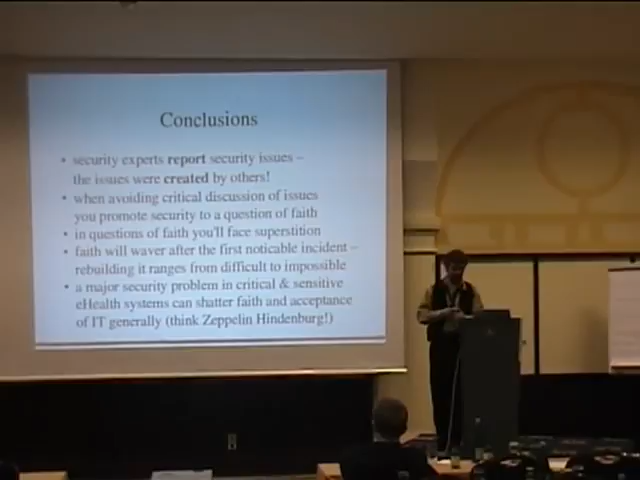 Conclusions
• security experts report security issues –
the issues were created by others!
• when avoiding critical discussion of issues
you promote security to a question of faith
• in questions of faith you'll face superstition
• faith will waver after the first noticable incident –
rebuilding it ranges from difficult to impossible
• a major security problem in critical & sensitive
eHealth systems can shatter faith and acceptance
of IT generally (think Zeppelin Hindenburg!)